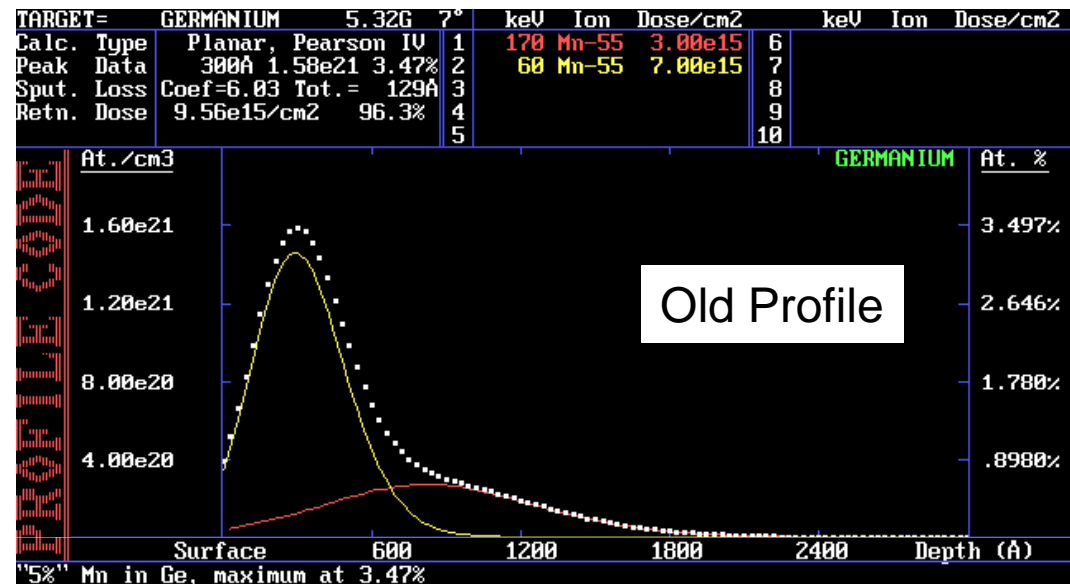 TARGET= GERMANIUM 5.32G 7° keV Ion Dose/cm2 keV Ion Dose/cm2
Calc. Type Planar, Pearson IV 1 170 Mn-55 3.00e15 6
Peak Data 300Å 1.58e21 3.47% 2 60 Mn-55 7.00e15 7
Sput. Loss Coef=6.03 Tot.= 129Å 3 8
Retn. Dose 9.56e15/cm2 96.3% 4 9
5 10
At./cm3 GERMANIUM At. %
1.60e21 3.497%
Old Profile
1.20e21 2.646%
8.00e20 1.780%
4.00e20 .8980%
PROFILE CODE
Surface 600 1200 1800 2400 Depth (Å)
"5%" Mn in Ge, maximum at 3.47%